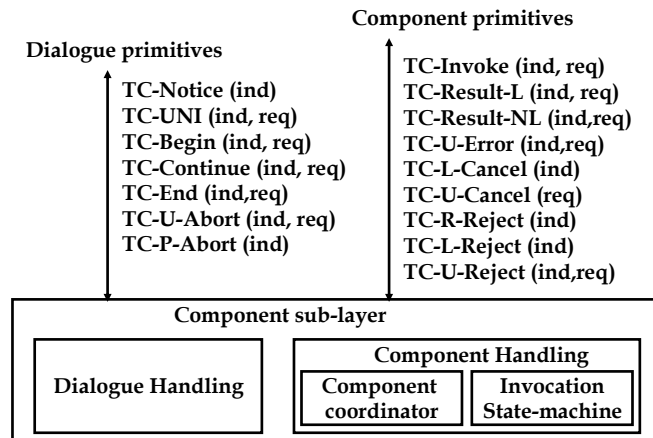 Dialogue primitives
TC-Notice (ind)
TC-UNI (ind, req)
TC-Begin (ind, req)
TC-Continue (ind, req)
TC-End (ind,req)
TC-U-Abort (ind, req)
TC-P-Abort (ind)
Component primitives
TC-Invoke (ind, req)
TC-Result-L (ind, req)
TC-Result-NL (ind,req)
TC-U-Error (ind,req)
TC-L-Cancel (ind)
TC-U-Cancel (req)
TC-R-Reject (ind)
TC-L-Reject (ind)
TC-U-Reject (ind,req)
Component sub-layer
Dialogue Handling
Component Handling
Component
coordinator
Invocation
State-machine